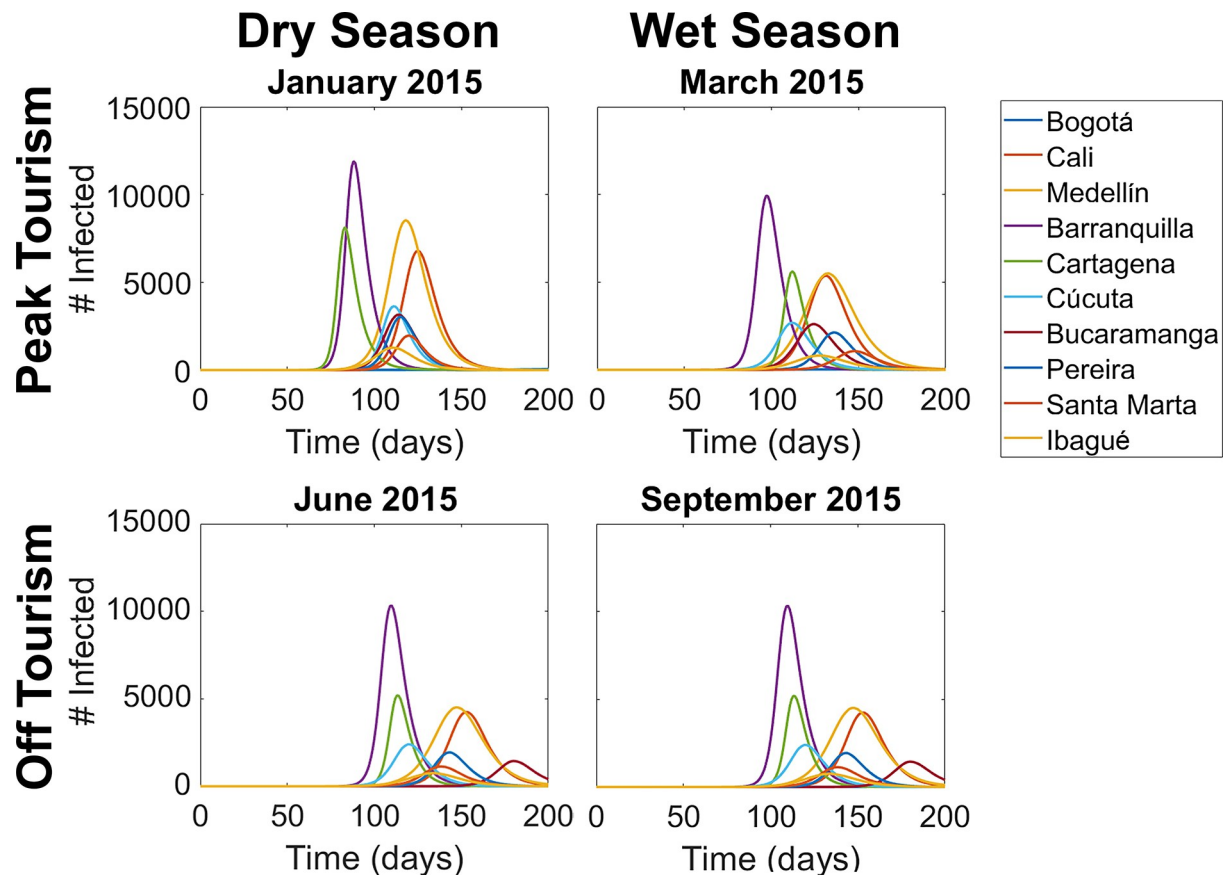 Dry Season
Wet Season
Peak Tourism
January 2015
March 2015
# Infected
15000
10000
5000
0
0 50 100 150 200
0 50 100 150 200
Time (days)
Time (days)
Bogotá
Cali
Medellín
Barranquilla
Cartagena
Cúcuta
Bucaramanga
Pereira
Santa Marta
Ibagué
Off Tourism
June 2015
September 2015
# Infected
15000
10000
5000
0
0 50 100 150 200
0 50 100 150 200
Time (days)
Time (days)